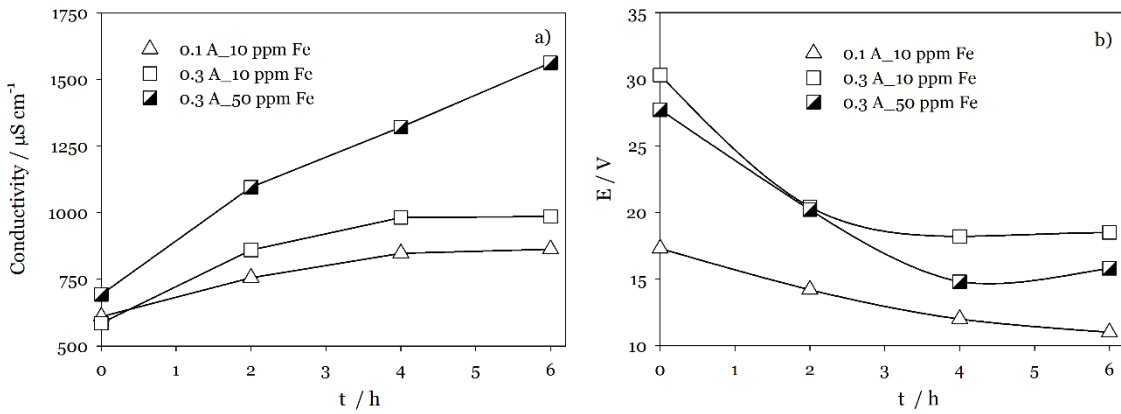 1750
1500
1250
1000
750
500
Conductivity / µS cm⁻¹
a)
0.1 A_10 ppm Fe
0.3 A_10 ppm Fe
0.3 A_50 ppm Fe
0 1 2 3 4 5 6
t / h
35
30
25
20
15
10
E / V
b)
0.1 A_10 ppm Fe
0.3 A_10 ppm Fe
0.3 A_50 ppm Fe
0 1 2 3 4 5 6
t / h